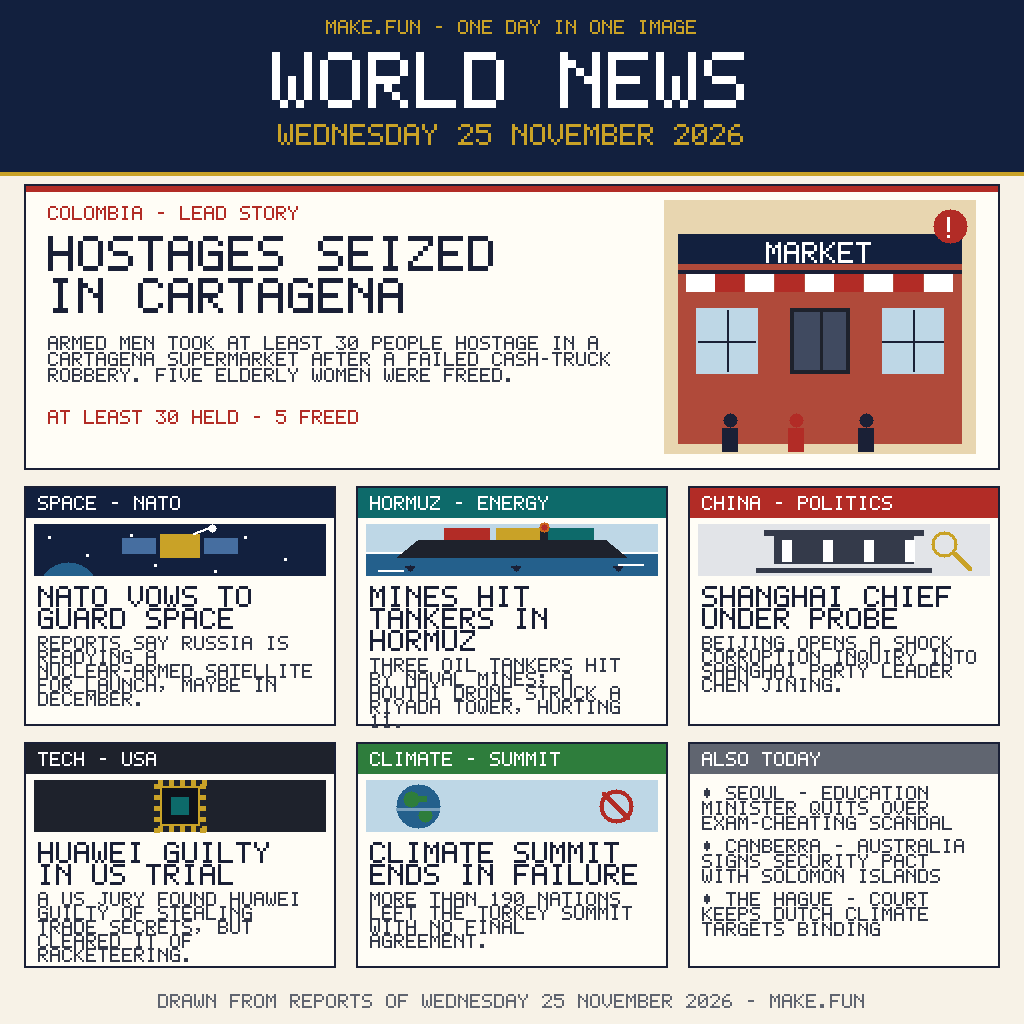 MAKE.FUN - ONE DAY IN ONE IMAGE
WORLD NEWS
WEDNESDAY 25 NOVEMBER 2026
COLOMBIA - LEAD STORY
HOSTAGES SEIZED
IN CARTAGENA
ARMED MEN TOOK AT LEAST 30 PEOPLE HOSTAGE IN A
CARTAGENA SUPERMARKET AFTER A FAILED CASH-TRUCK
ROBBERY. FIVE ELDERLY WOMEN WERE FREED.
AT LEAST 30 HELD - 5 FREED
!
MARKET
SPACE - NATO
NATO VOWS TO
GUARD SPACE
REPORTS SAY RUSSIA IS
READYING A
NUCLEAR-ARMED SATELLITE
FOR LAUNCH, MAYBE IN
DECEMBER.
HORMUZ - ENERGY
MINES HIT
TANKERS IN
HORMUZ
THREE OIL TANKERS HIT
BY NAVAL MINES; A
HOUTHI DRONE STRUCK A
RIYADA TOWER, HURTING
11.
CHINA - POLITICS
SHANGHAI CHIEF
UNDER PROBE
BEIJING OPENS A SHOCK
CORRUPTION INQUIRY INTO
SHANGHAI PARTY LEADER
CHEN JINING.
TECH - USA
HUAWEI GUILTY
IN US TRIAL
A US JURY FOUND HUAWEI
GUILTY OF STEALING
TRADE SECRETS, BUT
CLEARED IT OF
RACKETEERING.
CLIMATE - SUMMIT
CLIMATE SUMMIT
ENDS IN FAILURE
MORE THAN 190 NATIONS
LEFT THE TURKEY SUMMIT
WITH NO FINAL
AGREEMENT.
ALSO TODAY
• SEOUL - EDUCATION
MINISTER QUITS OVER
EXAM-CHEATING SCANDAL
• CANBERRA - AUSTRALIA
SIGNS SECURITY PACT
WITH SOLOMON ISLANDS
• THE HAGUE - COURT
KEEPS DUTCH CLIMATE
TARGETS BINDING
DRAWN FROM REPORTS OF WEDNESDAY 25 NOVEMBER 2026 - MAKE.FUN